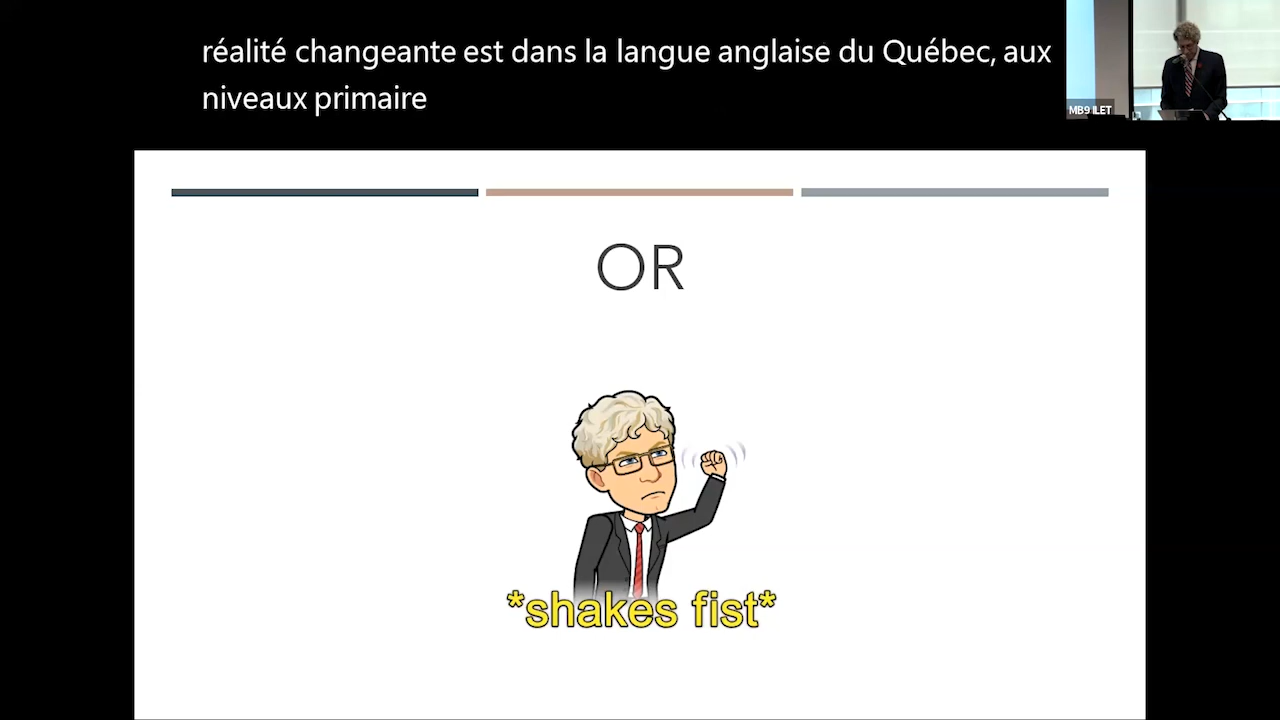 réalité changeante est dans la langue anglaise du Québec, aux
niveaux primaire
MB9 ILET
OR
*shakes fist*